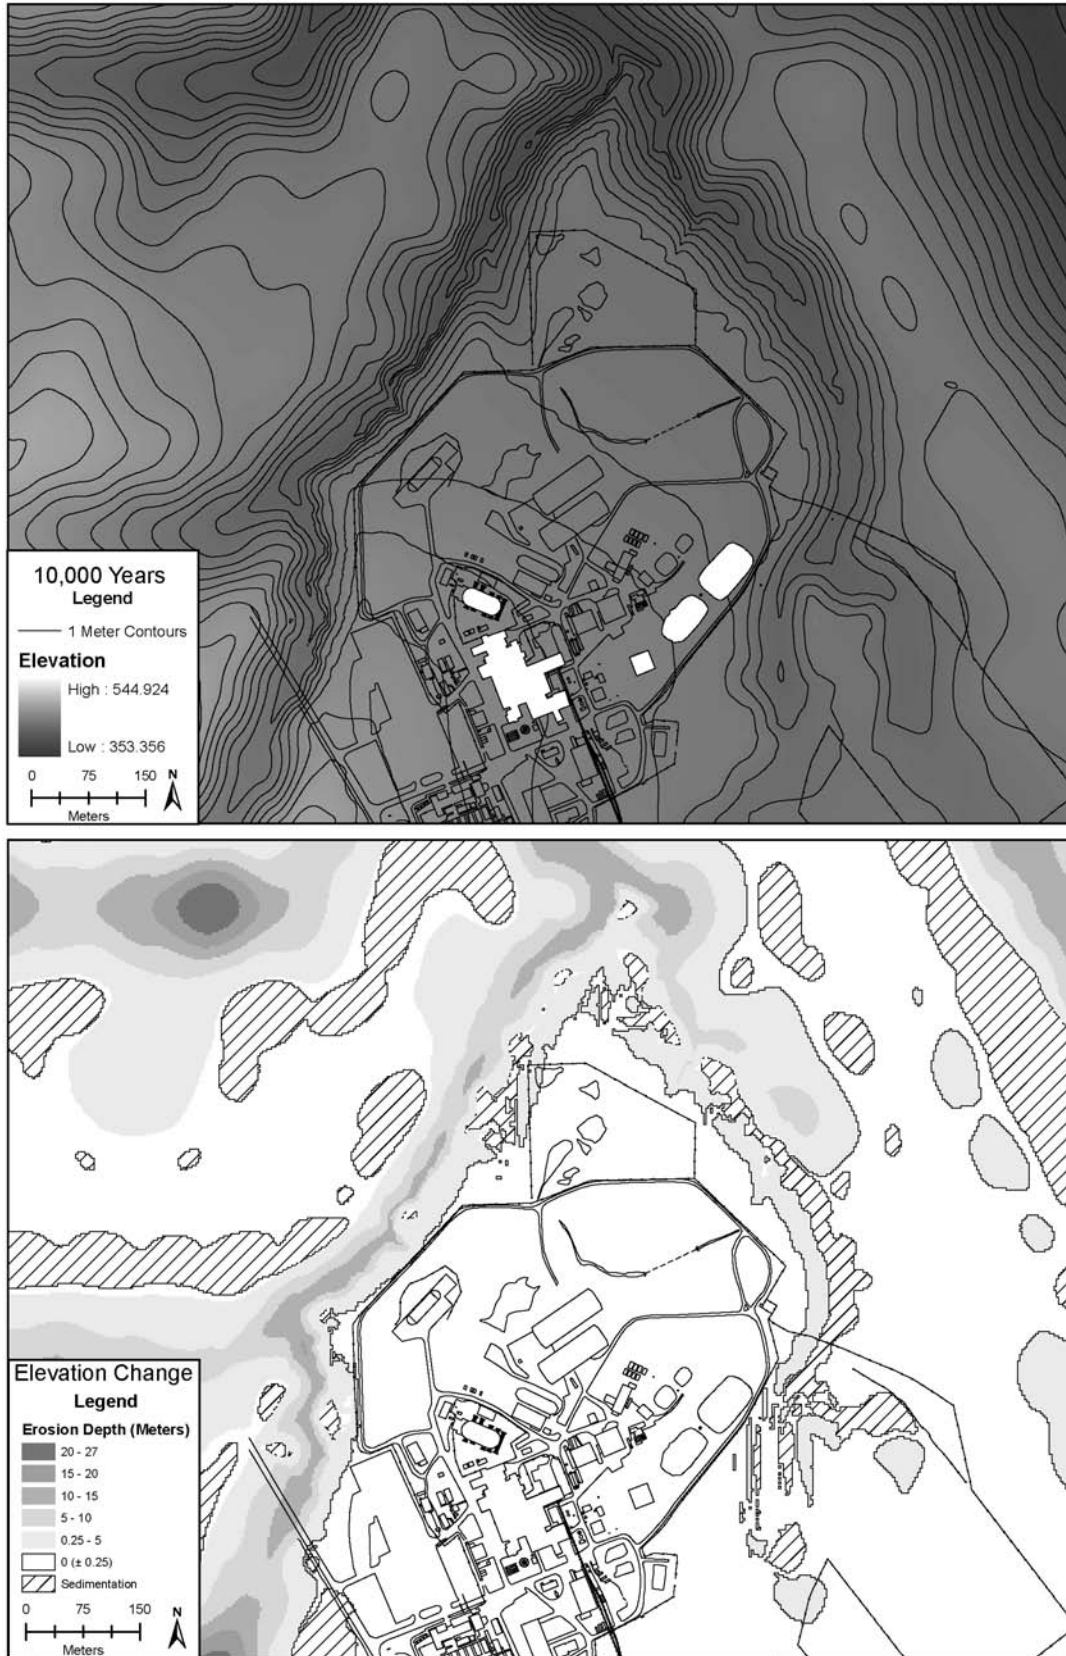 10,000 Years
Legend
1 Meter Contours
Elevation
High : 544.924
Low : 353.356
0 75 150 N
Meters
Elevation Change
Legend
Erosion Depth (Meters)
20 - 27
15 - 20
10 - 15
5 - 10
0.25 - 5
0 (± 0.25)
Sedimentation
0 75 150 N
Meters